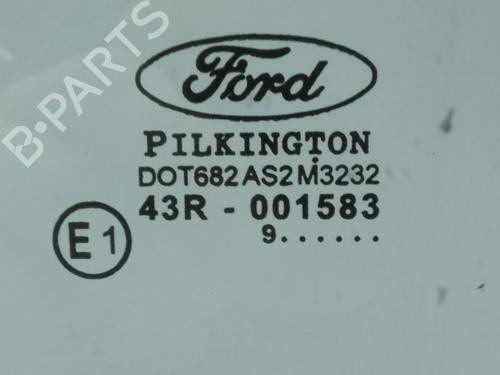 B-PARTS
Ford
PILKINGTON
DOT682AS2M3232
43R - 001583
9......
E1